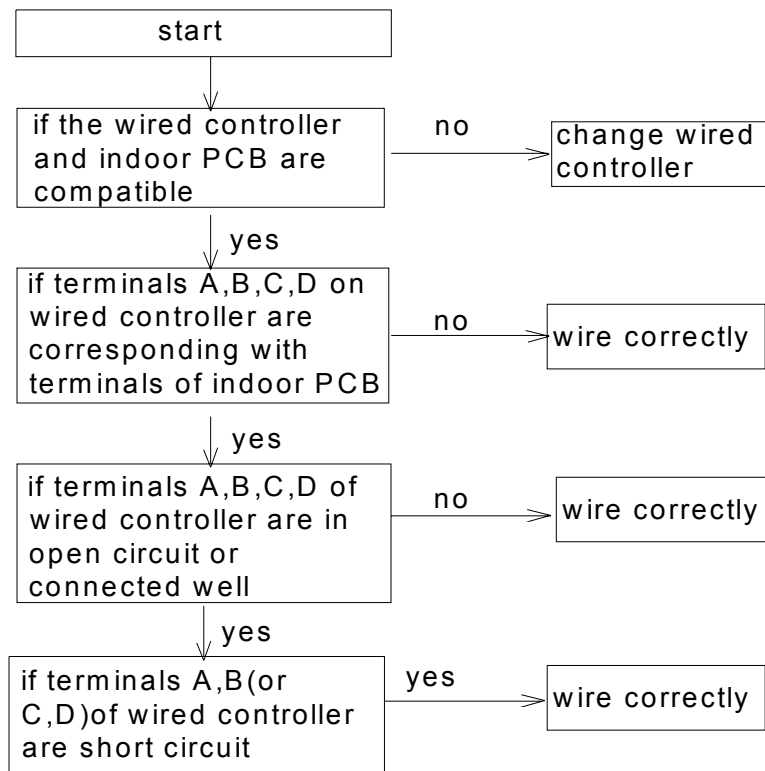 start
if the wired controller
and indoor PCB are
compatible
no
change wired
controller
yes
if terminals A,B,C,D on
wired controller are
corresponding with
terminals of indoor PCB
no
wire correctly
yes
if terminals A,B,C,D of
wired controller are in
open circuit or
connected well
no
wire correctly
yes
if terminals A,B(or
C,D)of wired controller
are short circuit
yes
wire correctly